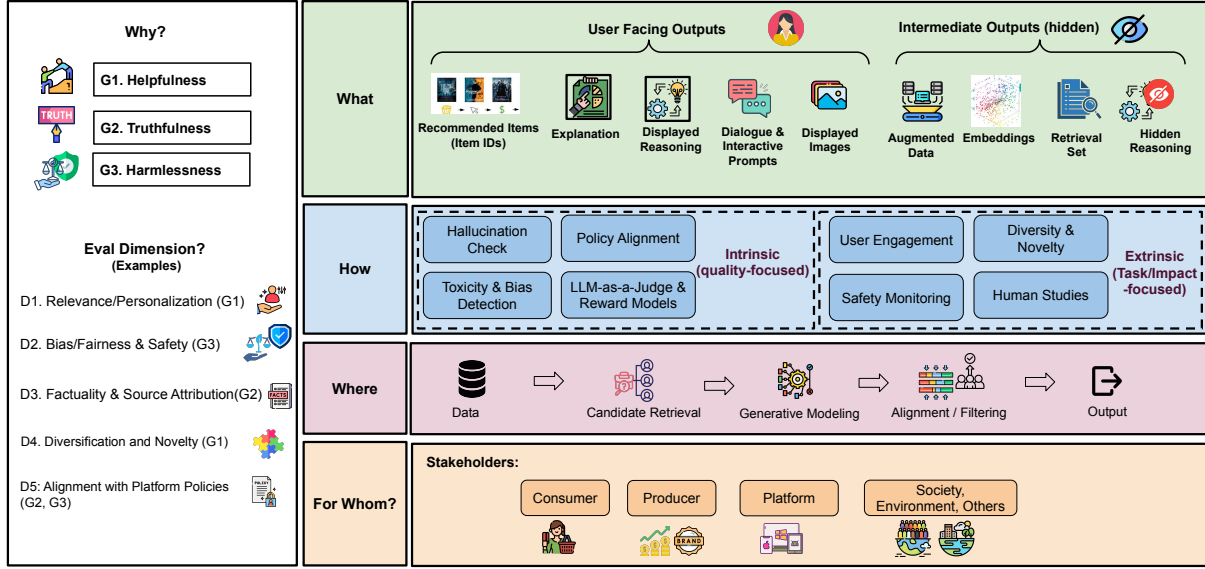 Why?
G1. Helpfulness
TRUTH
G2. Truthfulness
G3. Harmlessness
Eval Dimension?
(Examples)
D1. Relevance/Personalization (G1)
D2. Bias/Fairness & Safety (G3)
D3. Factuality & Source Attribution(G2)
FACTS
D4. Diversification and Novelty (G1)
POLICY
D5: Alignment with Platform Policies
(G2, G3)
What
User Facing Outputs
Recommended Items
(Item IDs)
Explanation
Displayed
Reasoning
Dialogue &
Interactive
Prompts
Displayed
Images
Intermediate Outputs (hidden)
Augmented
Data
Embeddings
Retrieval
Set
Hidden
Reasoning
How
Hallucination
Check
Policy Alignment
Toxicity & Bias
Detection
LLM-as-a-Judge &
Reward Models
Intrinsic
(quality-focused)
User Engagement
Diversity &
Novelty
Safety Monitoring
Human Studies
Extrinsic
(Task/Impact
-focused)
Where
Data
Candidate Retrieval
Generative Modeling
Alignment / Filtering
Output
For Whom?
Stakeholders:
Consumer
Producer
BRAND
Platform
Society,
Environment, Others